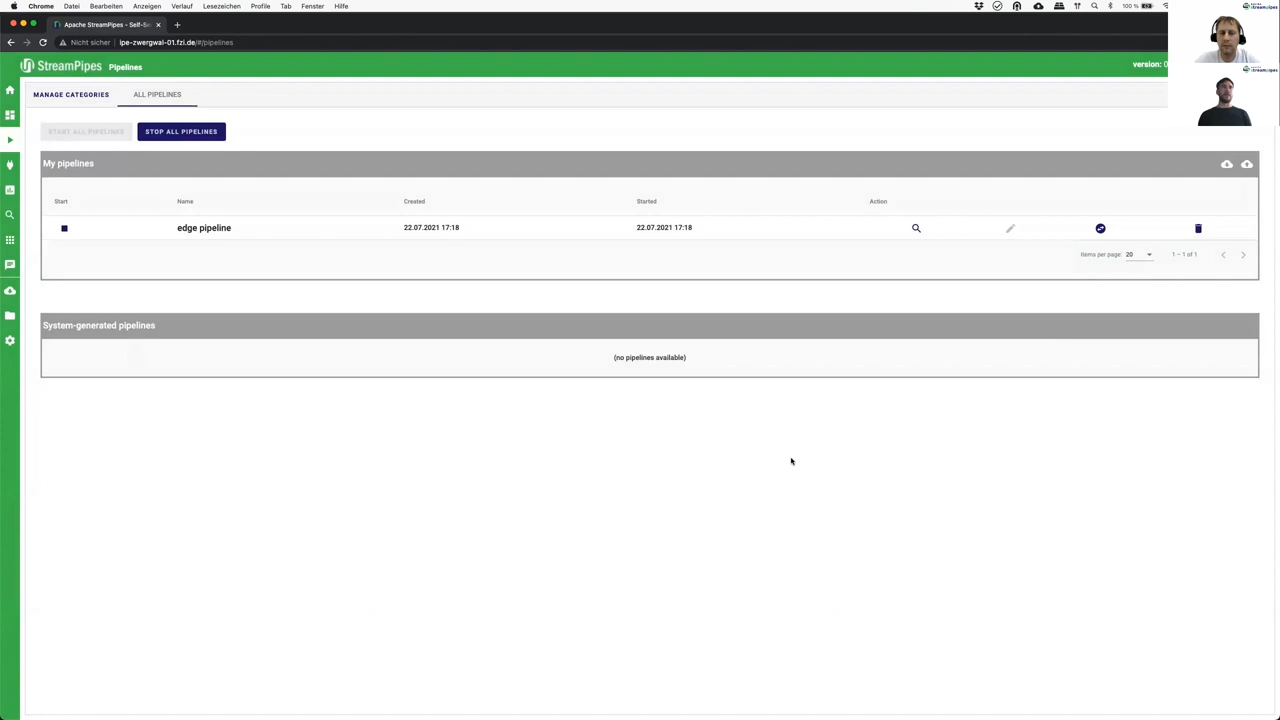 Chrome Datei Bearbeiten Anzeigen Verlauf Lesezeichen Profile Tab Fenster Hilfe 100 %
Apache StreamPipes - Self-Se
Nicht sicher ipe-zwergwal-01.fzi.de/#/pipelines
StreamPipes Pipelines version: 0
MANAGE CATEGORIES ALL PIPELINES
START ALL PIPELINES STOP ALL PIPELINES
My pipelines
Start Name Created Started Action
edge pipeline 22.07.2021 17:18 22.07.2021 17:18
Items per page: 20 1 – 1 of 1
System-generated pipelines
(no pipelines available)